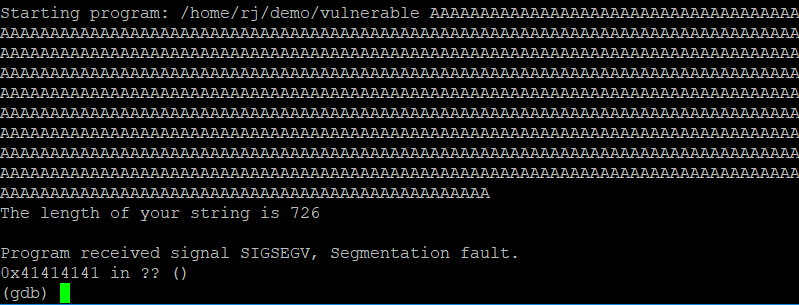 Starting program: /home/rj/demo/vulnerable AAAAAAAAAAAAAAAAAAAAAAAAAAAAAAAAAAAAA
AAAAAAAAAAAAAAAAAAAAAAAAAAAAAAAAAAAAAAAAAAAAAAAAAAAAAAAAAAAAAAAAAAAAAAAAAAAAAAAA
AAAAAAAAAAAAAAAAAAAAAAAAAAAAAAAAAAAAAAAAAAAAAAAAAAAAAAAAAAAAAAAAAAAAAAAAAAAAAAAA
AAAAAAAAAAAAAAAAAAAAAAAAAAAAAAAAAAAAAAAAAAAAAAAAAAAAAAAAAAAAAAAAAAAAAAAAAAAAAAAA
AAAAAAAAAAAAAAAAAAAAAAAAAAAAAAAAAAAAAAAAAAAAAAAAAAAAAAAAAAAAAAAAAAAAAAAAAAAAAAAA
AAAAAAAAAAAAAAAAAAAAAAAAAAAAAAAAAAAAAAAAAAAAAAAAAAAAAAAAAAAAAAAAAAAAAAAAAAAAAAAA
AAAAAAAAAAAAAAAAAAAAAAAAAAAAAAAAAAAAAAAAAAAAAAAAAAAAAAAAAAAAAAAAAAAAAAAAAAAAAAAA
AAAAAAAAAAAAAAAAAAAAAAAAAAAAAAAAAAAAAAAAAAAAAAAAAAAAAAAAAAAAAAAAAAAAAAAAAAAAAAAA
AAAAAAAAAAAAAAAAAAAAAAAAAAAAAAAAAAAAAAAAAAAAAAAAAAAAAAAAAAAAAAAAAAAAAAAAAAAAAAAA
AAAAAAAAAAAAAAAAAAAAAAAAAAAAAAAAAAAAAAAAAAAAAAAAA
The length of your string is 726
Program received signal SIGSEGV, Segmentation fault.
0x41414141 in ?? ()
(gdb)